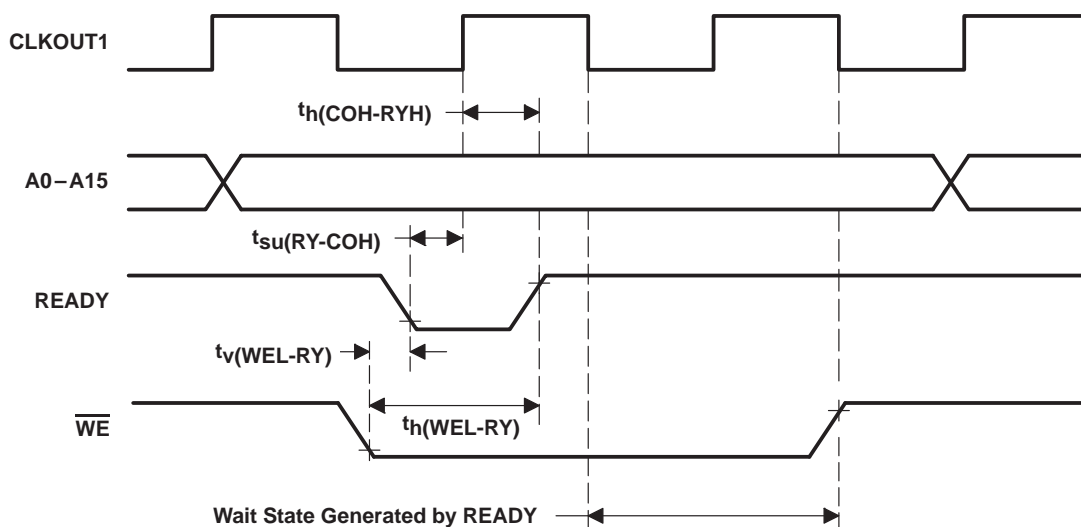 CLKOUT1
th(COH-RYH)
A0–A15
tsu(RY-COH)
READY
tv(WEL-RY)
WE
th(WEL-RY)
Wait State Generated by READY